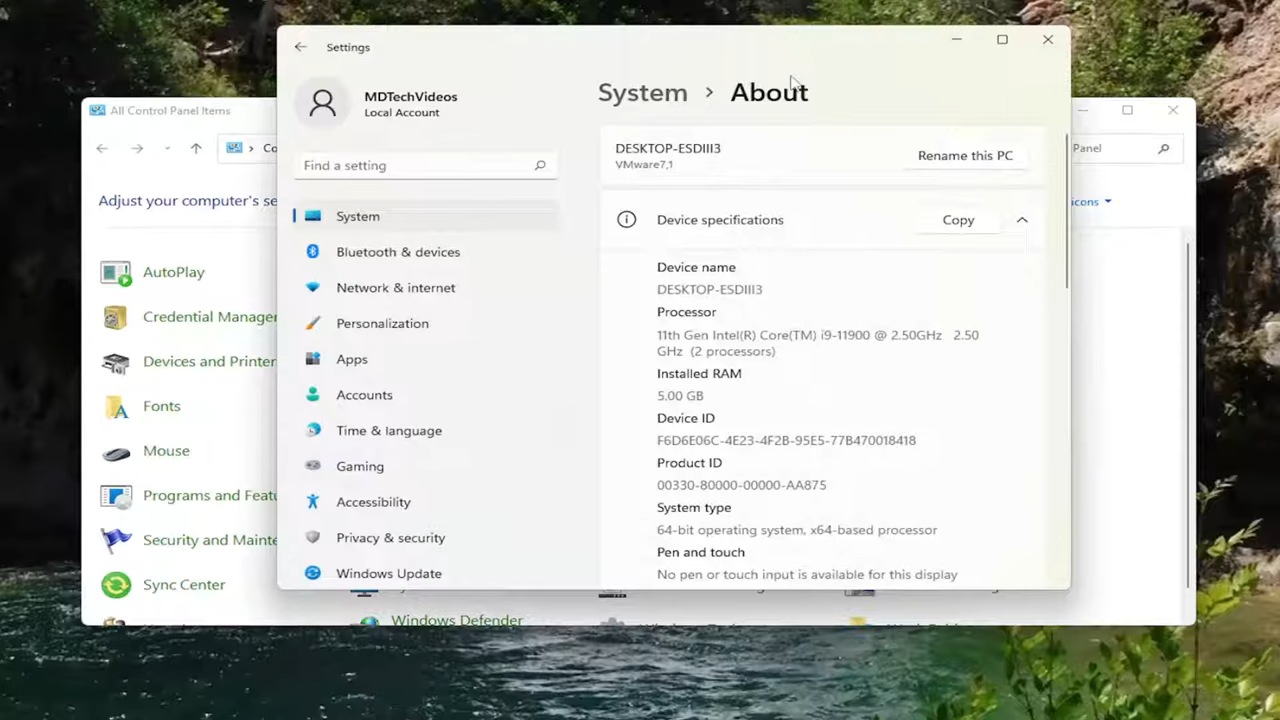 Settings
MDTechVideos
Local Account
Find a setting
System
Bluetooth & devices
Network & internet
Personalization
Apps
Accounts
Time & language
Gaming
Accessibility
Privacy & security
Windows Update
System > About
DESKTOP-ESDIII3
VMware7,1
Rename this PC
Device specifications
Copy
Device name
DESKTOP-ESDIII3
Processor
11th Gen Intel(R) Core(TM) i9-11900 @ 2.50GHz 2.50
GHz (2 processors)
Installed RAM
5.00 GB
Device ID
F6D6E06C-4E23-4F2B-95E5-77B470018418
Product ID
00330-80000-00000-AA875
System type
64-bit operating system, x64-based processor
Pen and touch
No pen or touch input is available for this display
All Control Panel Items
Co
Panel
Adjust your computer's se
icons
AutoPlay
Credential Manager
Devices and Printer
Fonts
Mouse
Programs and Featu
Security and Mainte
Sync Center
Windows Defender